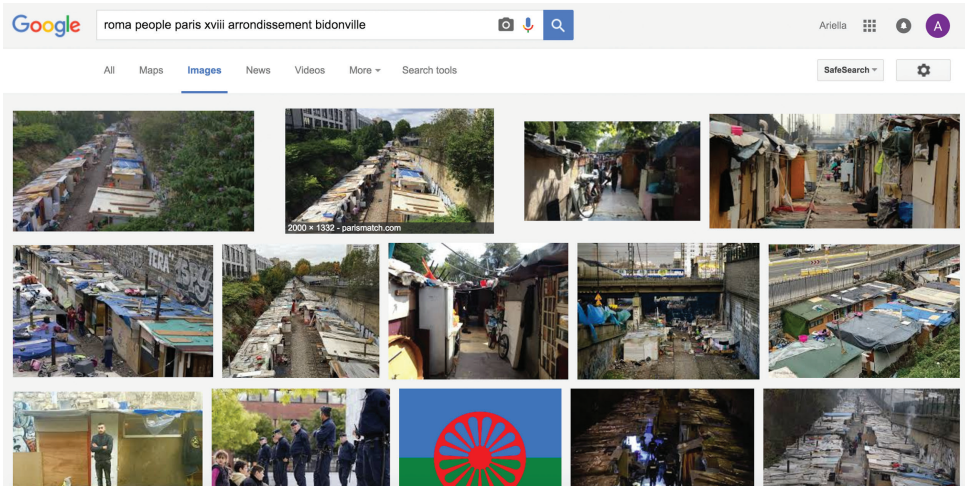 Google
roma people paris xviii arrondissement bidonville
Ariella
A
All Maps Images News Videos More Search tools
SafeSearch
2000 × 1332 - parismatch.com
TERA